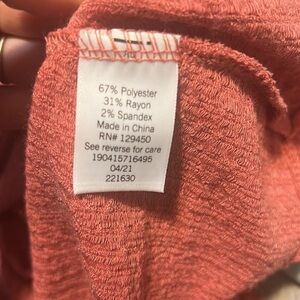 67% Polyester
31% Rayon
2% Spandex
Made in China
RN# 129450
See reverse for care
190415716495
04/21
221630